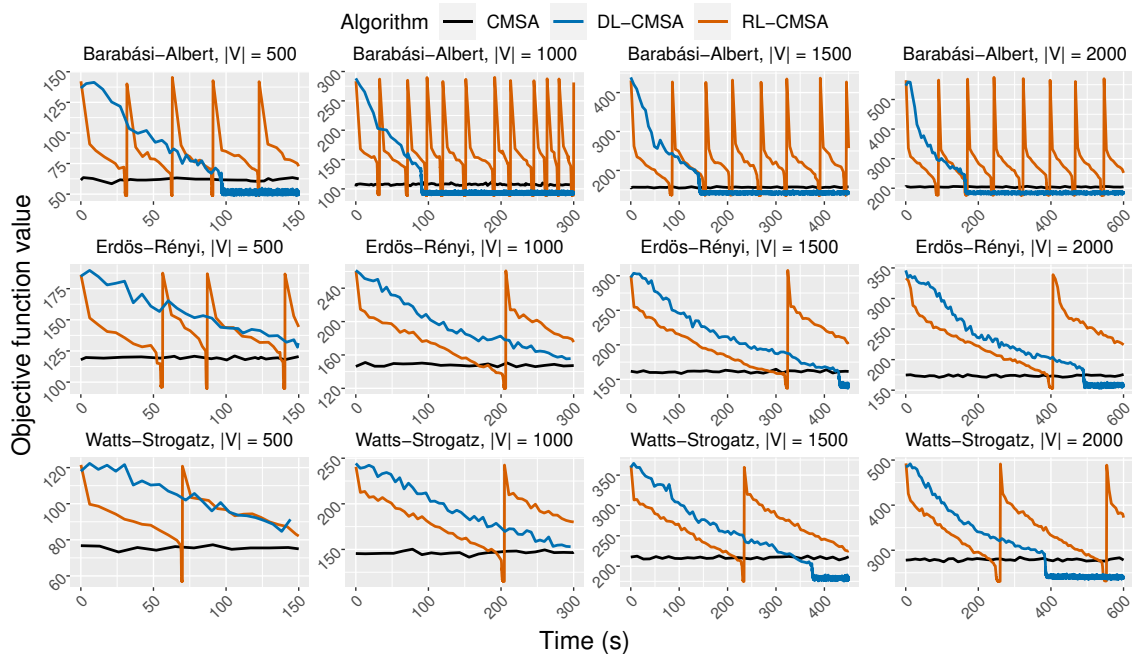 Algorithm CMSA DL−CMSA RL−CMSA
Barabási−Albert, |V| = 500
150
125
100
75
50
0 50 100 150
Barabási−Albert, |V| = 1000
300
250
200
150
100
0 100 200 300
Barabási−Albert, |V| = 1500
400
300
200
0 100 200 300 400
Barabási−Albert, |V| = 2000
500
400
300
200
0 200 400 600
Erdös−Rényi, |V| = 500
175
150
125
100
0 50 100 150
Erdös−Rényi, |V| = 1000
240
200
160
120
0 100 200 300
Erdös−Rényi, |V| = 1500
300
250
200
150
0 100 200 300 400
Erdös−Rényi, |V| = 2000
350
300
250
200
150
0 200 400 600
Watts−Strogatz, |V| = 500
120
100
80
60
0 50 100 150
Watts−Strogatz, |V| = 1000
250
200
150
0 100 200 300
Watts−Strogatz, |V| = 1500
350
300
250
200
0 100 200 300 400
Watts−Strogatz, |V| = 2000
500
400
300
0 200 400 600
Objective function value
Time (s)